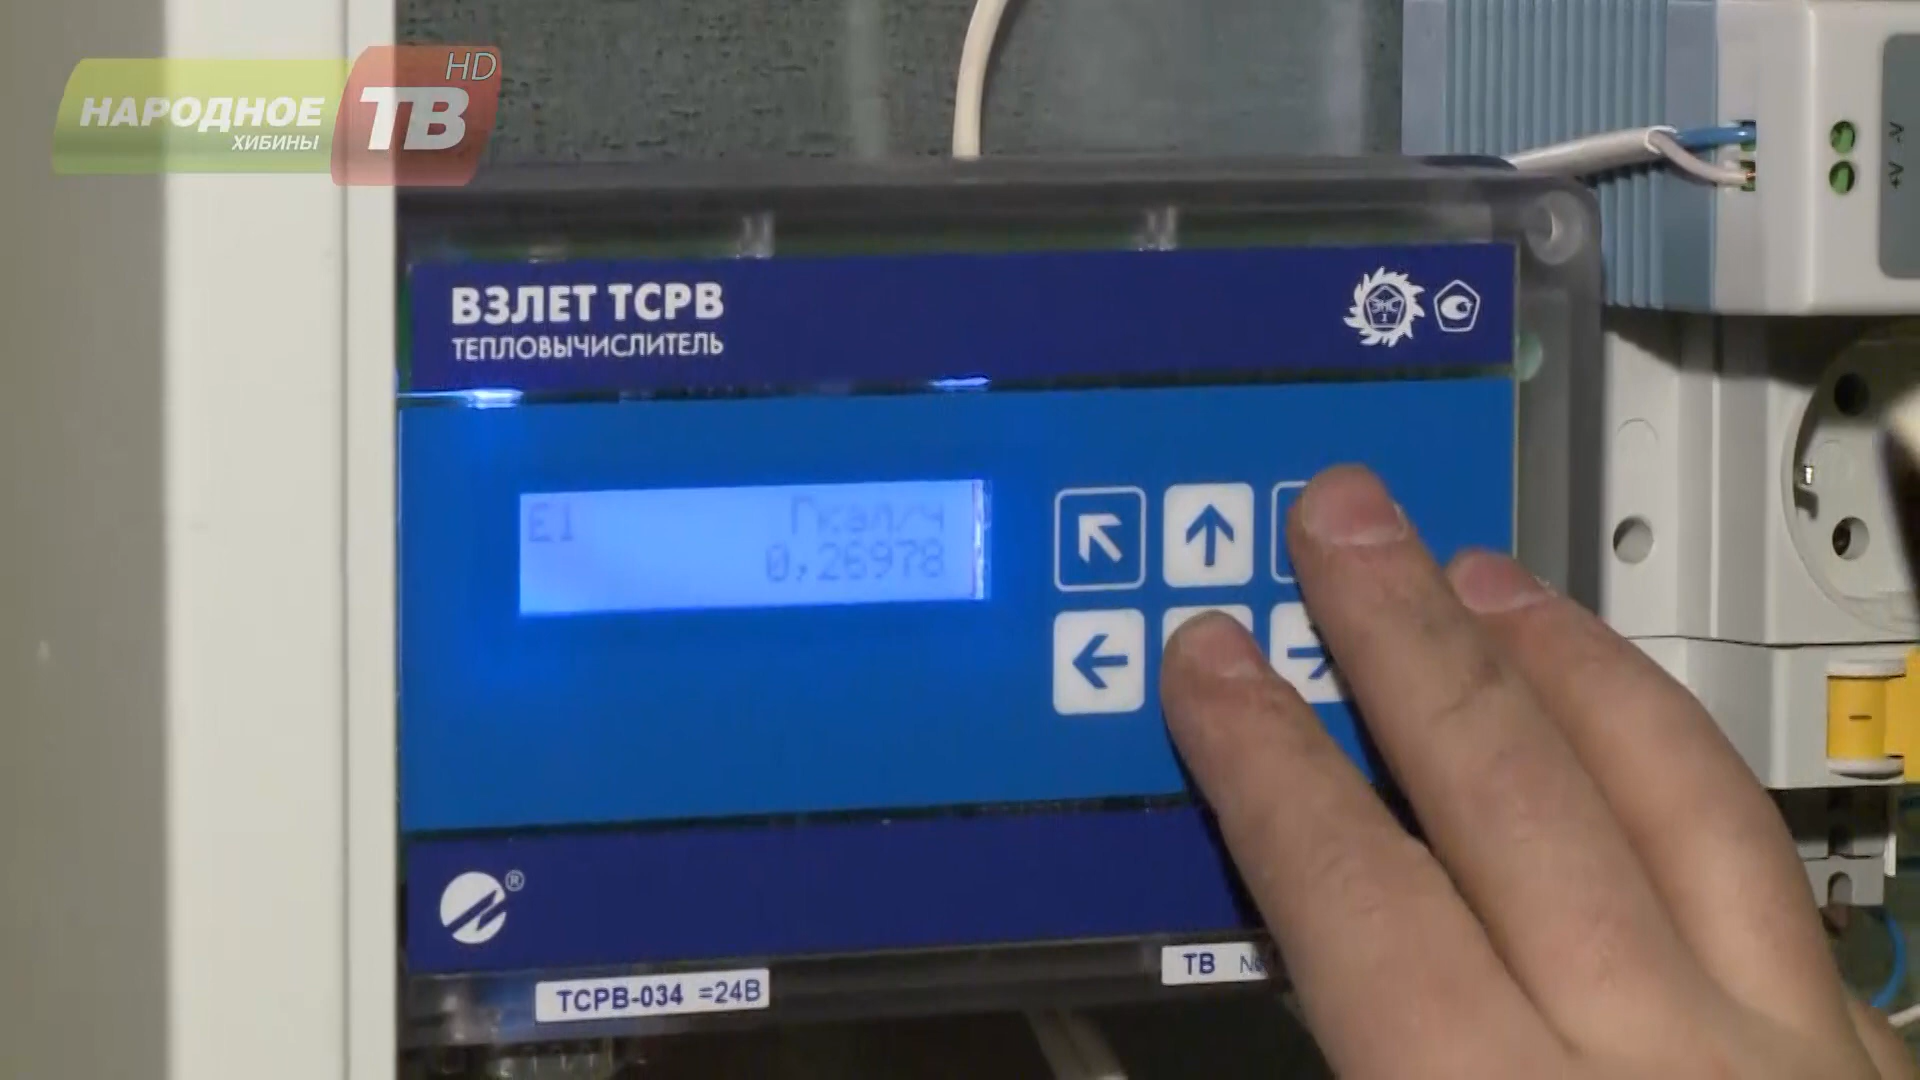 НАРОДНОЕ
ХИБИНЫ
ТВ
HD
ВЗЛЕТ ТСРВ
ТЕПЛОВЫЧИСЛИТЕЛЬ
E1 Гкал/ч
0,26978
®
ТСРВ-034 =24В
ТВ